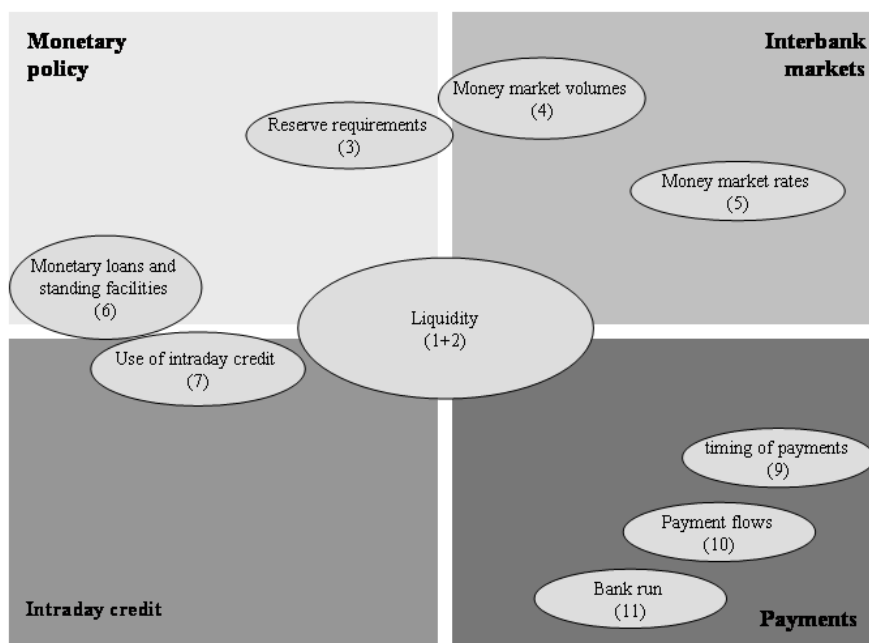 Monetary
policy
Interbank
markets
Money market volumes
(4)
Reserve requirements
(3)
Money market rates
(5)
Monetary loans and
standing facilities
(6)
Liquidity
(1+2)
Use of intraday credit
(7)
timing of payments
(9)
Payment flows
(10)
Bank run
(11)
Intraday credit
Payments